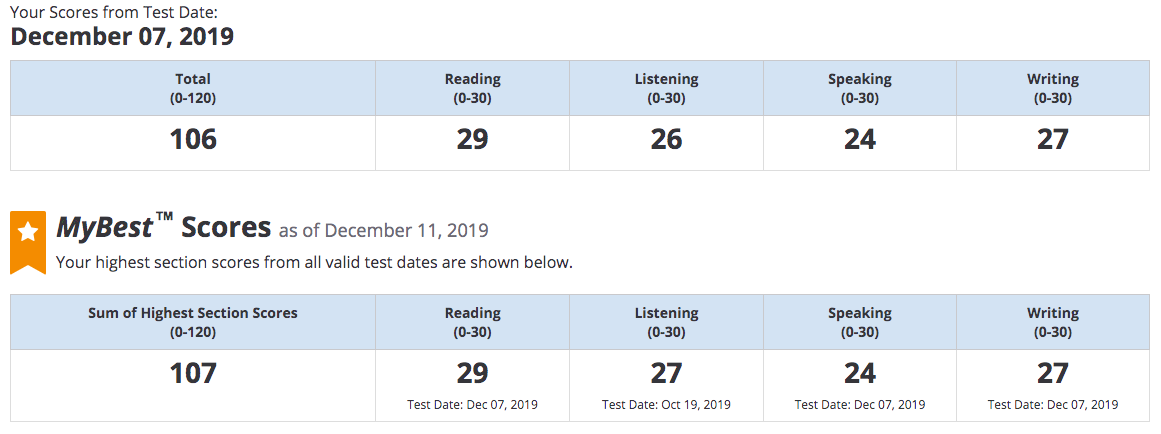 Your Scores from Test Date:
December 07, 2019
Total Reading Listening Speaking Writing
(0-120) (0-30) (0-30) (0-30) (0-30)
106 29 26 24 27
MyBest™ Scores as of December 11, 2019
Your highest section scores from all valid test dates are shown below.
Sum of Highest Section Scores Reading Listening Speaking Writing
(0-120) (0-30) (0-30) (0-30) (0-30)
107 29 27 24 27
Test Date: Dec 07, 2019 Test Date: Oct 19, 2019 Test Date: Dec 07, 2019 Test Date: Dec 07, 2019